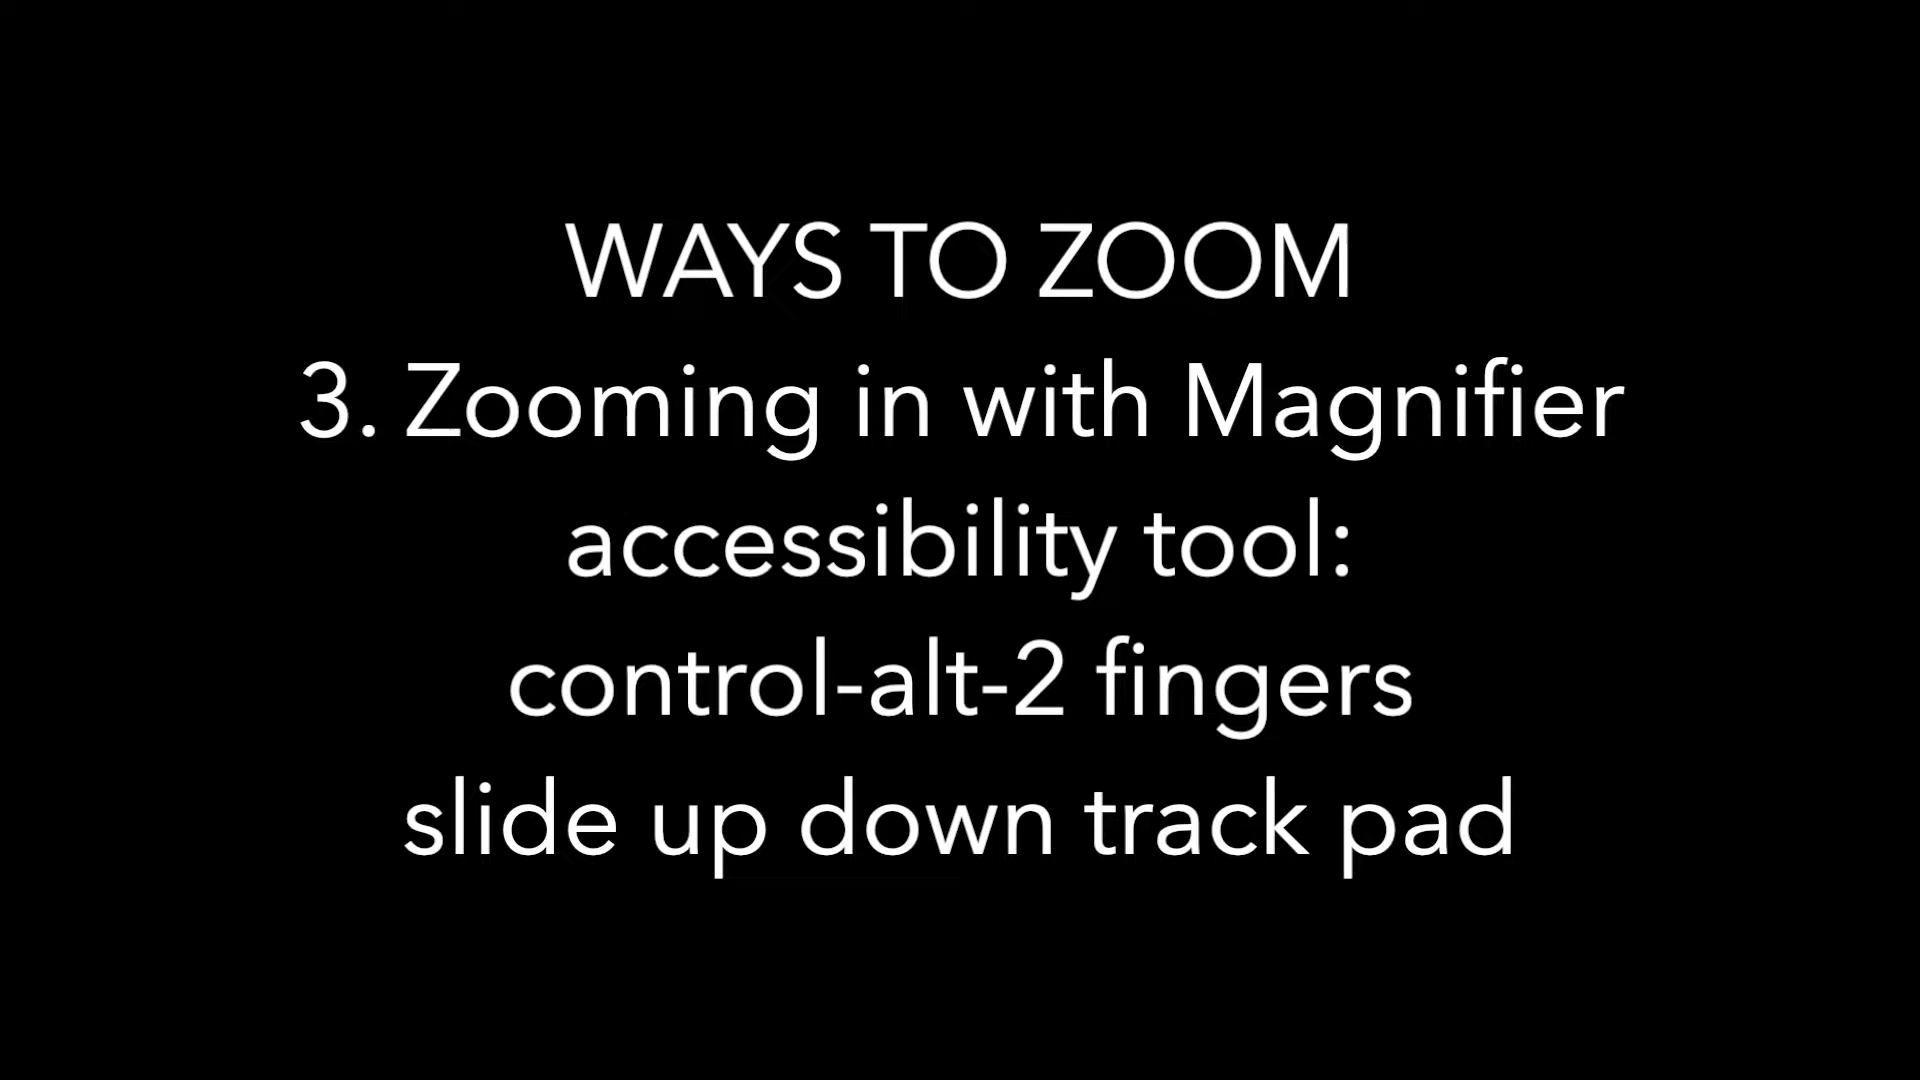 WAYS TO ZOOM
3. Zooming in with Magnifier
accessibility tool:
control-alt-2 fingers
slide up down track pad